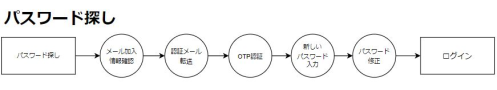 パスワード探し
パスワード探し
メール加入
情報確認
認証メール
転送
OTP認証
新しい
パスワード
入力
パスワード
修正
ログイン